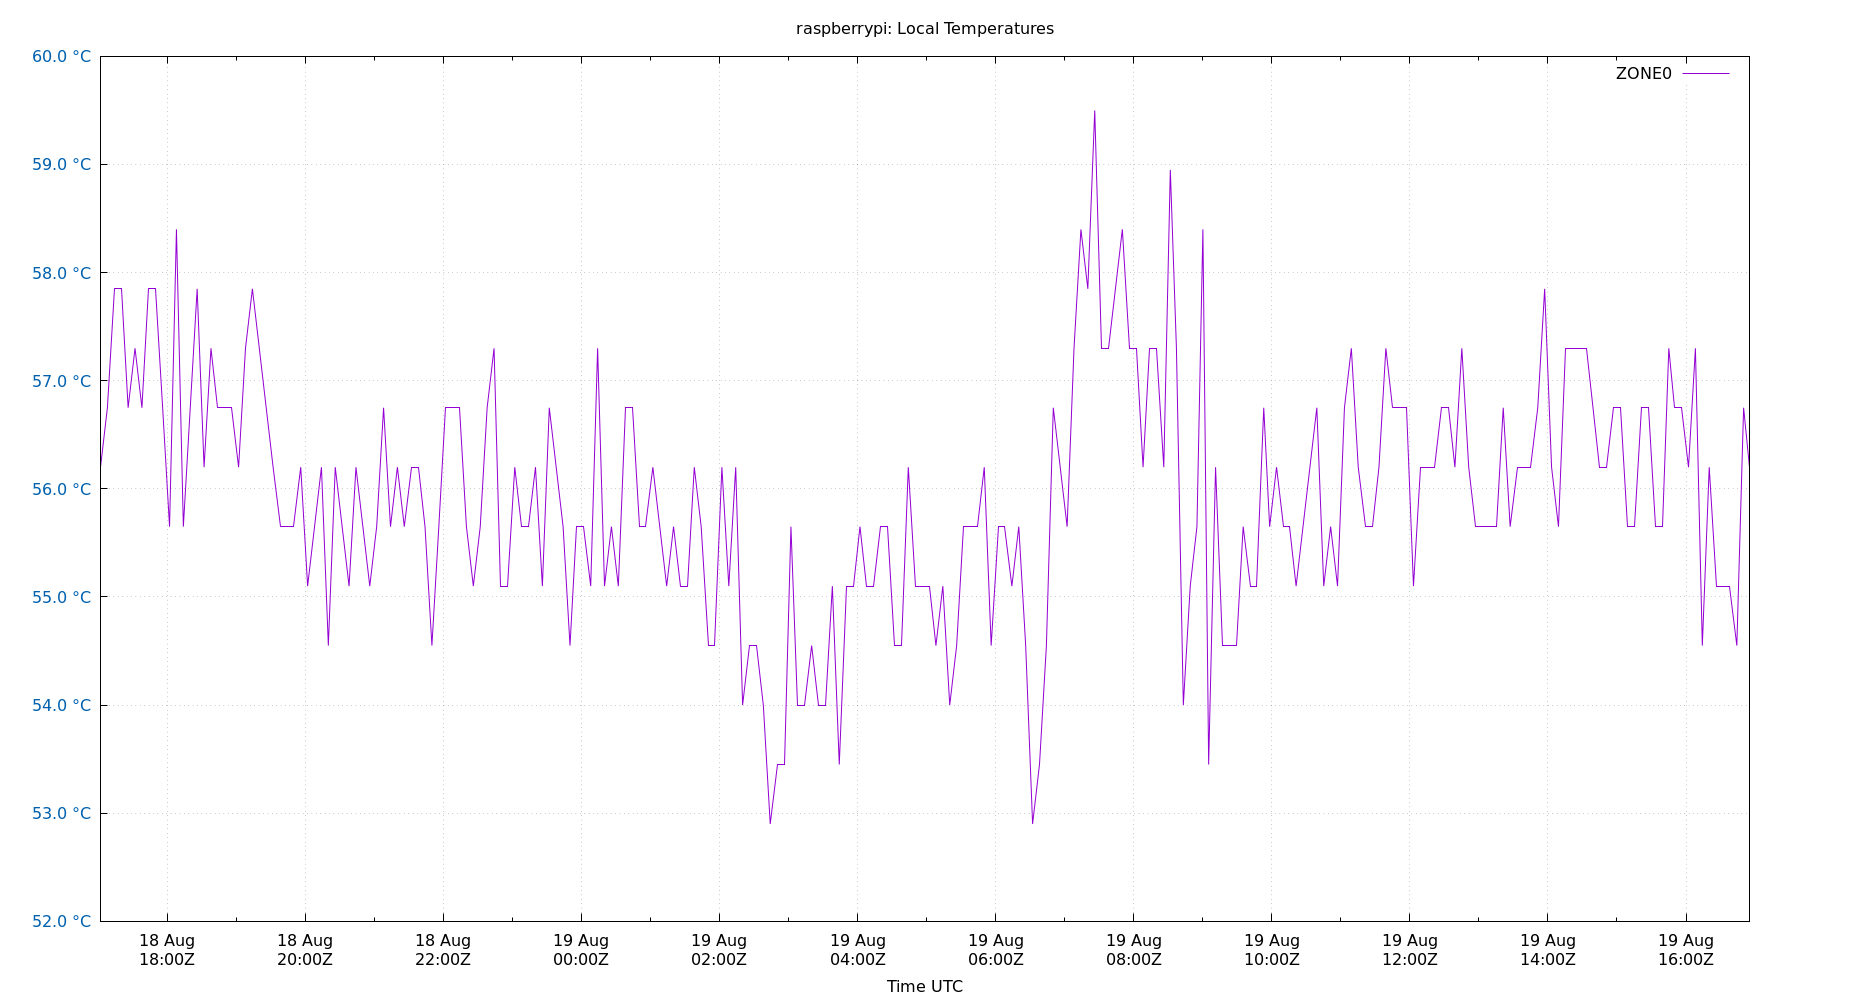 raspberrypi: Local Temperatures
60.0 °C
59.0 °C
58.0 °C
57.0 °C
56.0 °C
55.0 °C
54.0 °C
53.0 °C
52.0 °C
ZONE0
18 Aug 18 Aug 18 Aug 19 Aug 19 Aug 19 Aug 19 Aug 19 Aug 19 Aug 19 Aug 19 Aug 19 Aug
18:00Z 20:00Z 22:00Z 00:00Z 02:00Z 04:00Z 06:00Z 08:00Z 10:00Z 12:00Z 14:00Z 16:00Z
Time UTC